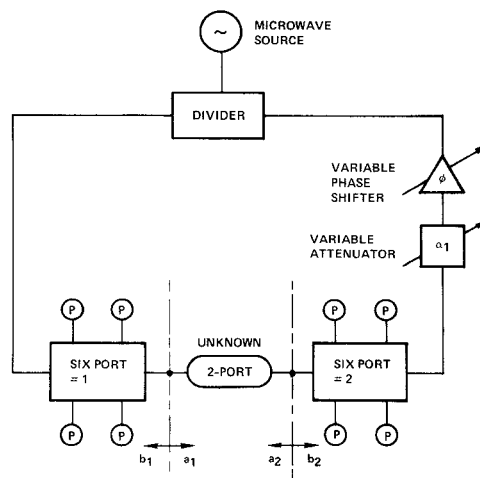 MICROWAVE
SOURCE
~
DIVIDER
VARIABLE
PHASE
SHIFTER
φ
VARIABLE
ATTENUATOR
α1
P P
P P
UNKNOWN
SIX PORT
= 1
2-PORT
SIX PORT
= 2
P P
P P
b1 a1
a2 b2